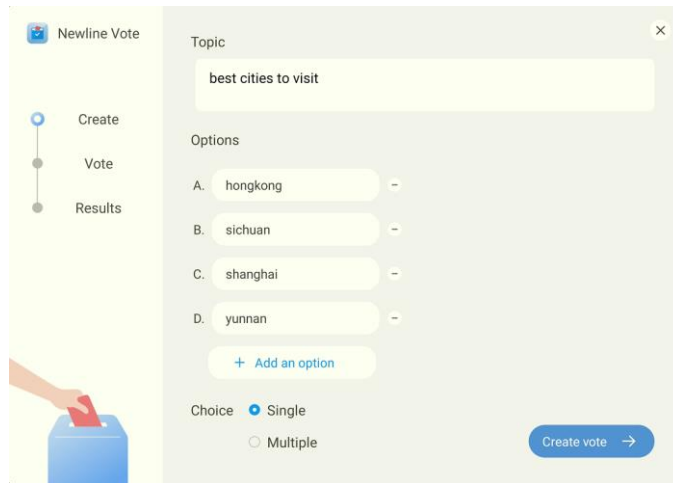 Newline Vote
Create
Vote
Results
Topic
best cities to visit
Options
A. hongkong -
B. sichuan -
C. shanghai -
D. yunnan -
+ Add an option
Choice Single
Multiple
Create vote →